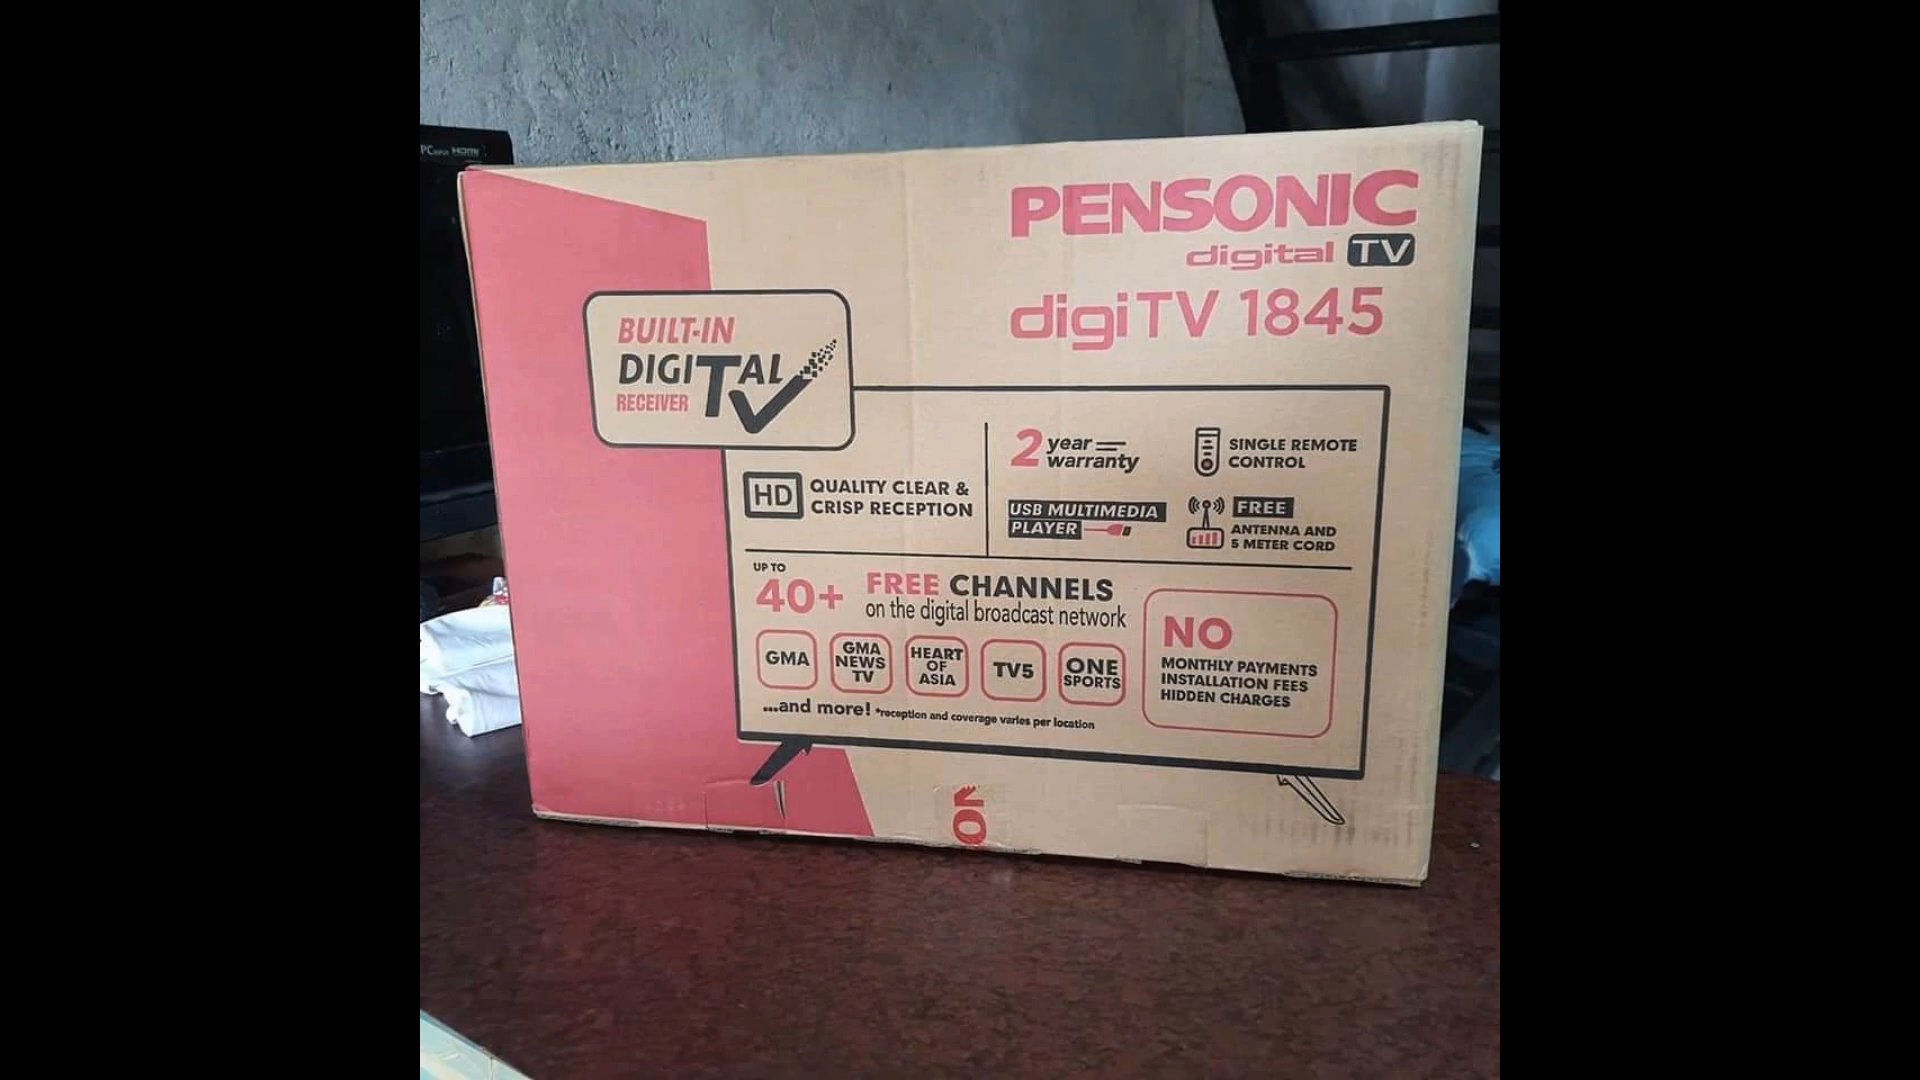 PC INPUT HDMI
PENSONIC
digital TV
digiTV 1845
BUILT-IN
DIGITAL
RECEIVER TV
HD QUALITY CLEAR &
CRISP RECEPTION
2 year
warranty
SINGLE REMOTE
CONTROL
USB MULTIMEDIA
PLAYER
FREE
ANTENNA AND
5 METER CORD
UP TO
40+ FREE CHANNELS
on the digital broadcast network
GMA
GMA
NEWS
TV
HEART
OF
ASIA
TV5
ONE
SPORTS
...and more! *reception and coverage varies per location
NO
MONTHLY PAYMENTS
INSTALLATION FEES
HIDDEN CHARGES